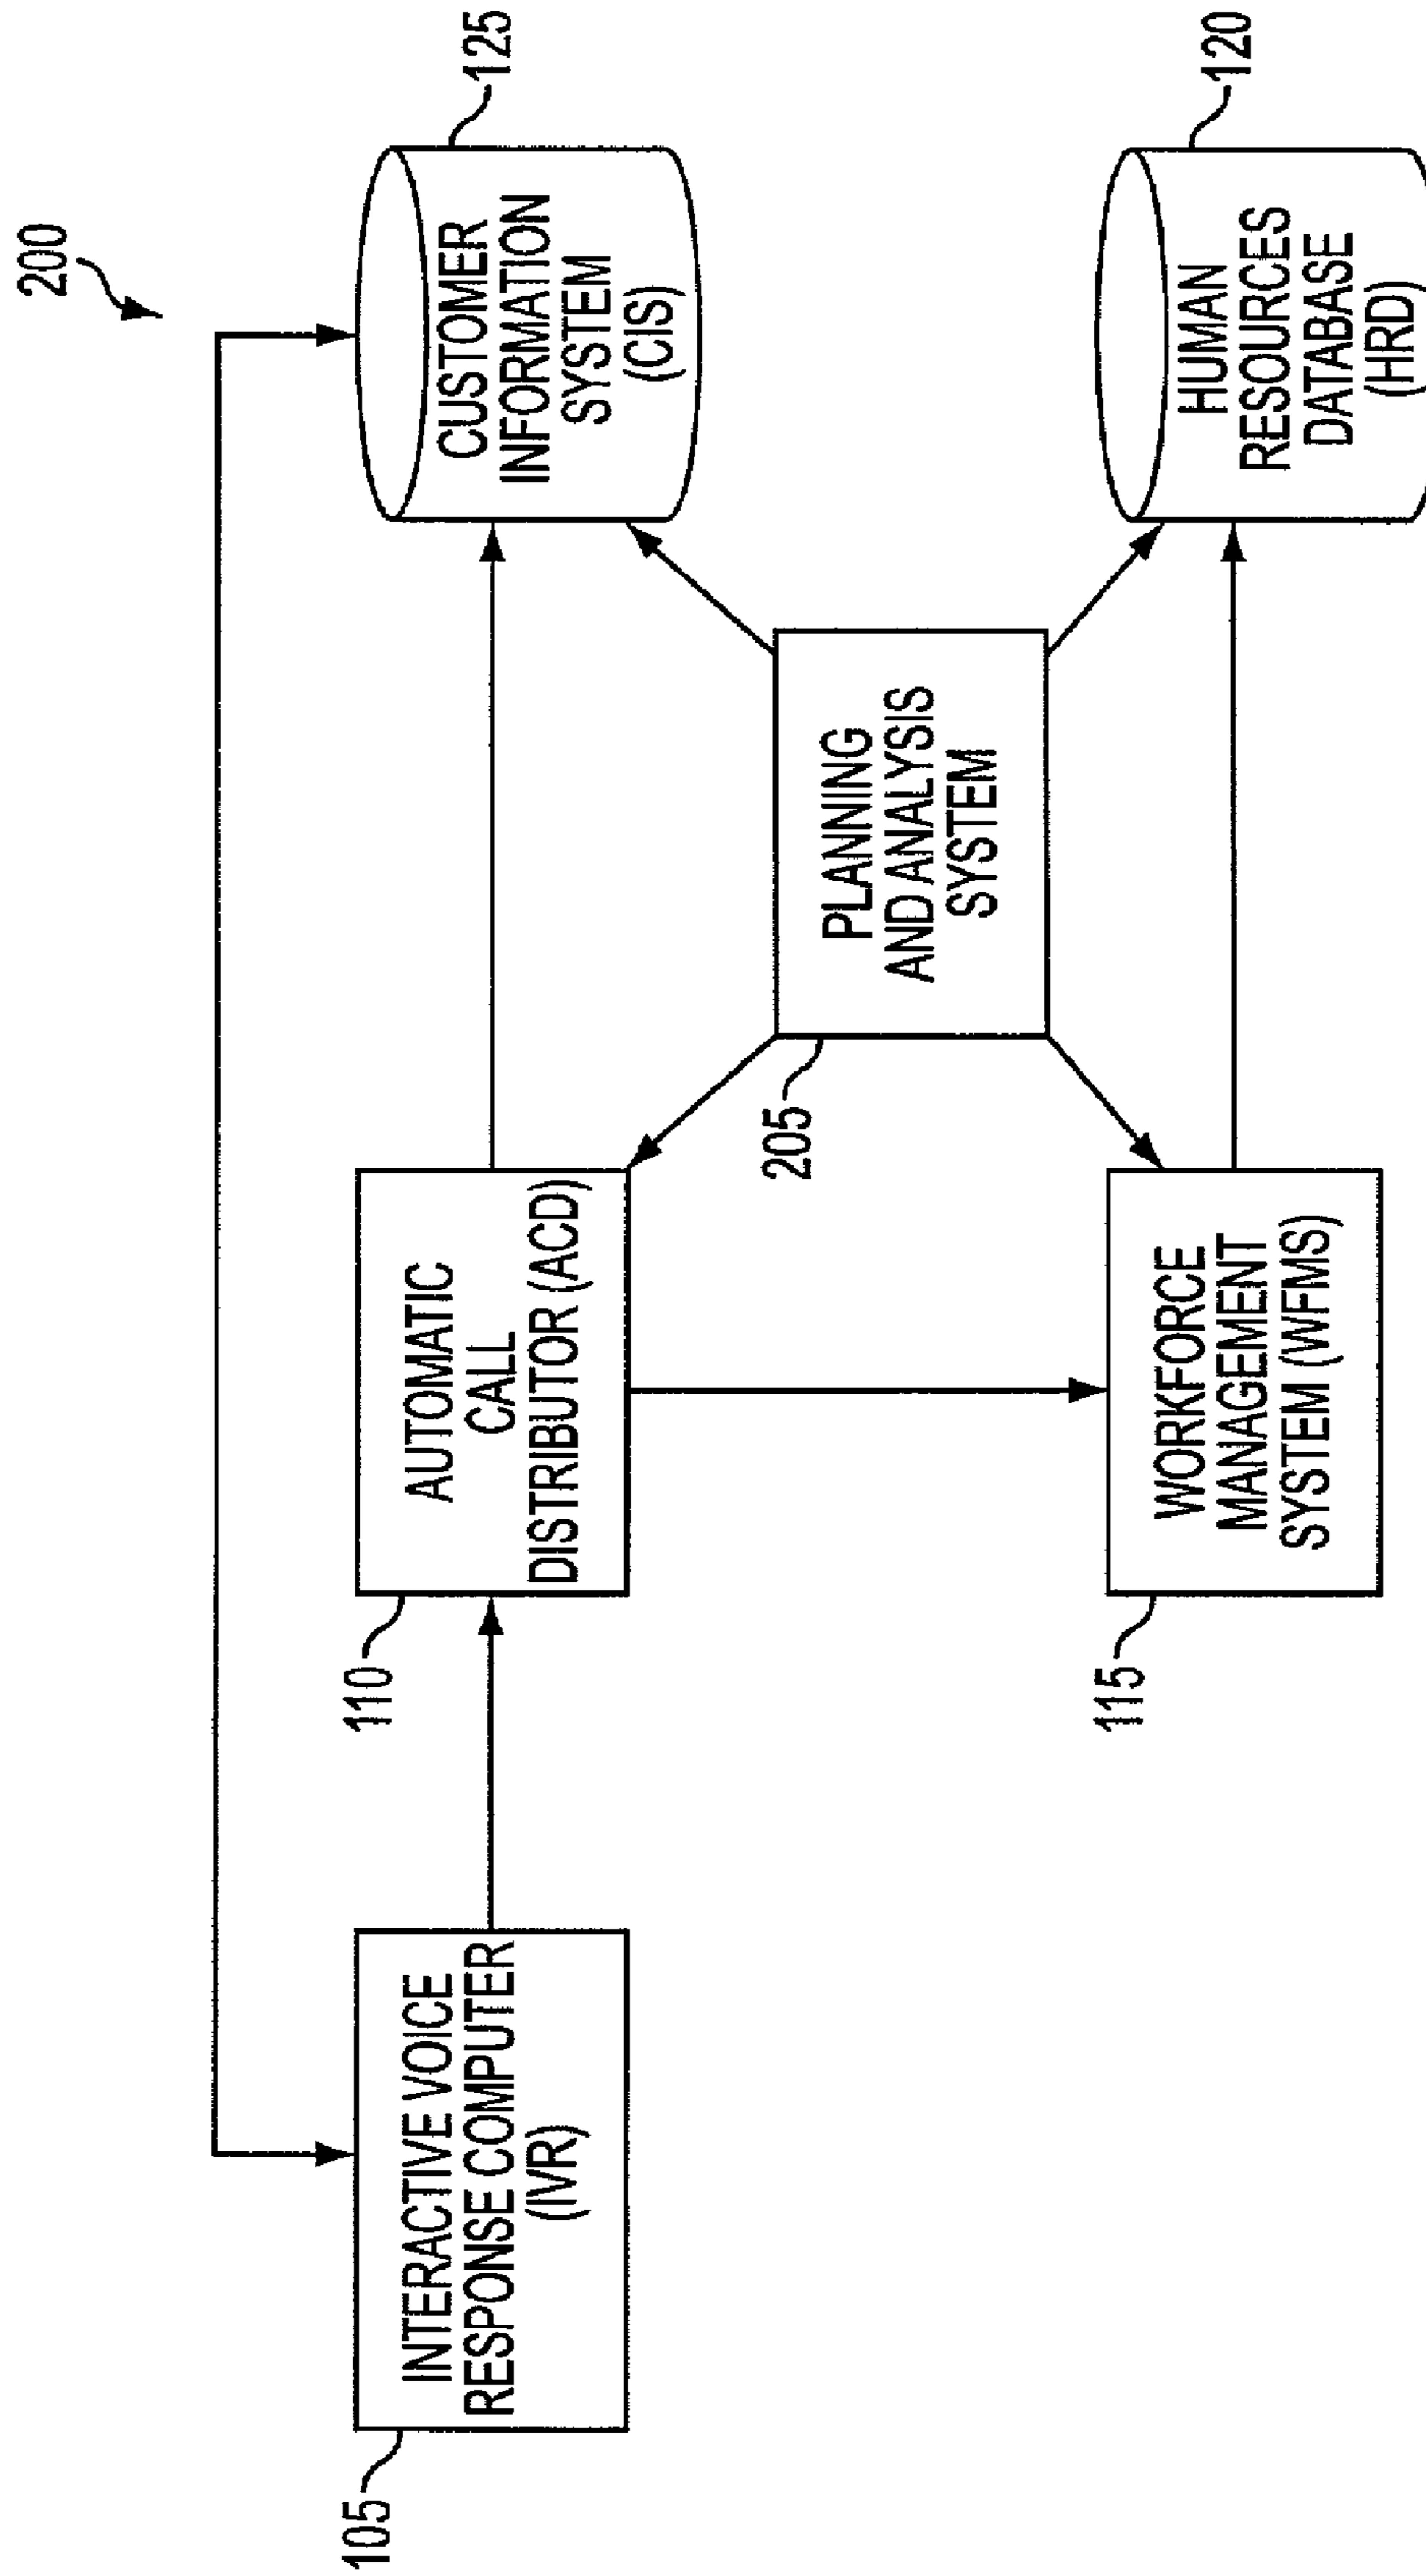 200
125
CUSTOMER
INFORMATION
SYSTEM
(CIS)
110
AUTOMATIC
CALL
DISTRIBUTOR (ACD)
105
INTERACTIVE VOICE
RESPONSE COMPUTER
(IVR)
205
PLANNING
AND ANALYSIS
SYSTEM
115
WORKFORCE
MANAGEMENT
SYSTEM (WFMS)
120
HUMAN
RESOURCES
DATABASE
(HRD)